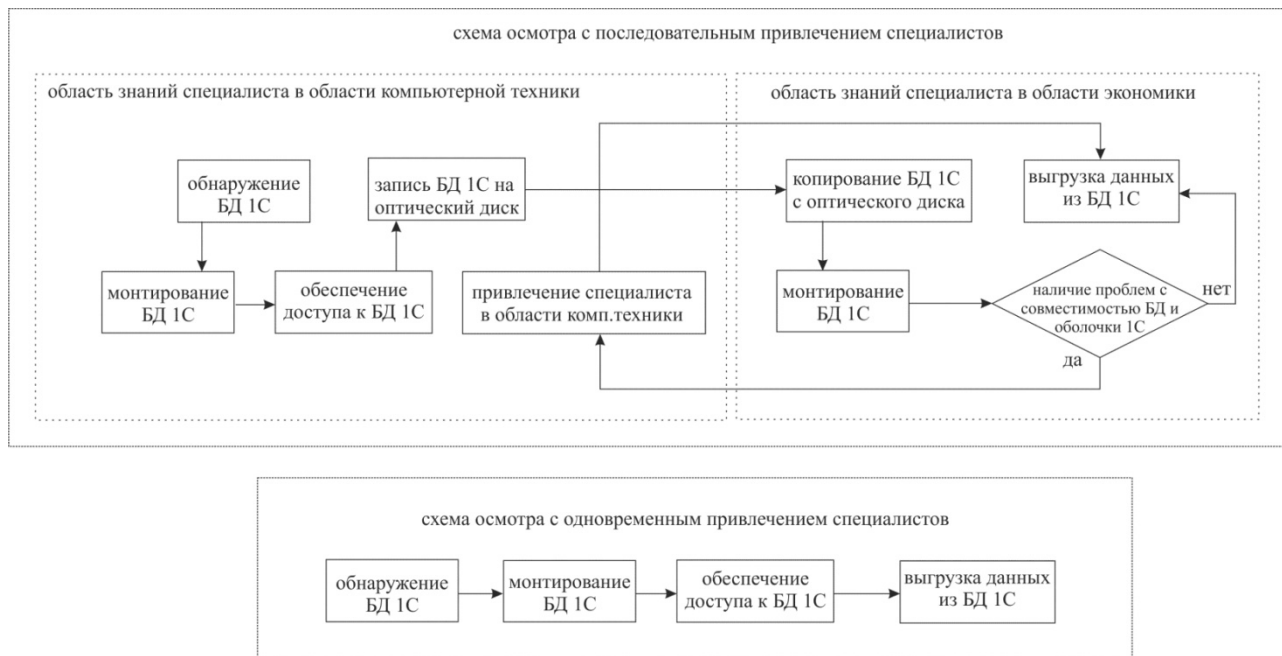 схема осмотра с последовательным привлечением специалистов
область знаний специалиста в области компьютерной техники
обнаружение
БД 1С
запись БД 1С на
оптический диск
монтирование
БД 1С
обеспечение
доступа к БД 1С
привлечение специалиста
в области комп.техники
область знаний специалиста в области экономики
копирование БД 1С
с оптического диска
выгрузка данных
из БД 1С
монтирование
БД 1С
наличие проблем с
совместимостью БД и
оболочки 1С
нет
да
схема осмотра с одновременным привлечением специалистов
обнаружение
БД 1С
монтирование
БД 1С
обеспечение
доступа к БД 1С
выгрузка данных
из БД 1С